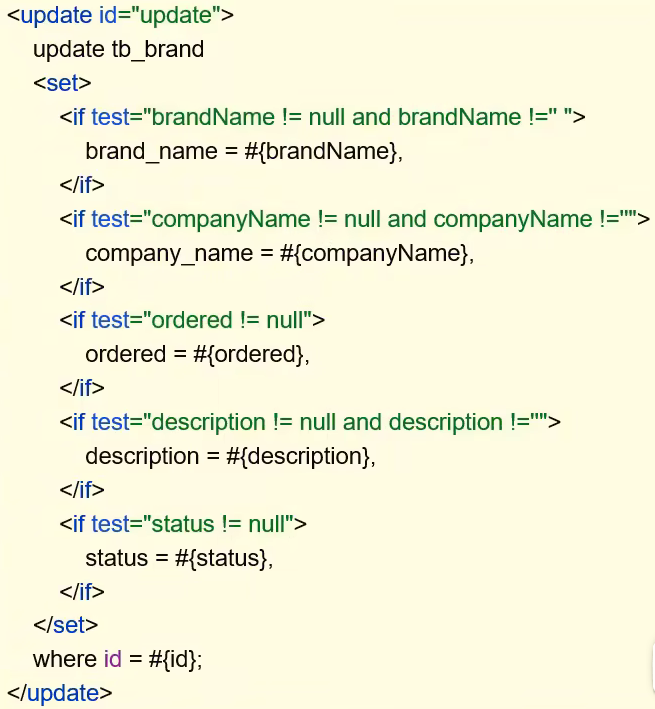 <update id="update">
update tb_brand
<set>
<if test="brandName != null and brandName !='' ">
brand_name = #{brandName},
</if>
<if test="companyName != null and companyName !=''">
company_name = #{companyName},
</if>
<if test="ordered != null">
ordered = #{ordered},
</if>
<if test="description != null and description !=''">
description = #{description},
</if>
<if test="status != null">
status = #{status},
</if>
</set>
where id = #{id};
</update>